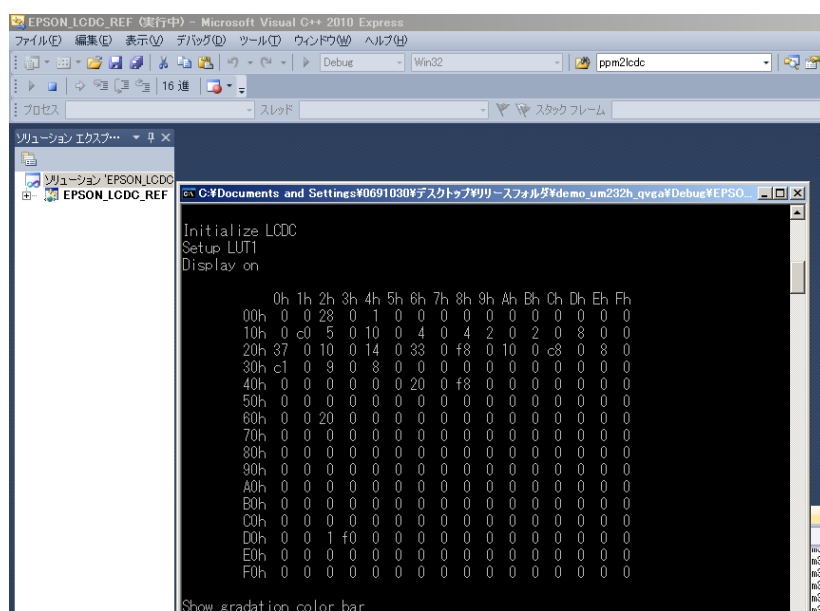 EPSON_LCDC_REF (実行中) - Microsoft Visual C++ 2010 Express
ファイル(F) 編集(E) 表示(V) デバッグ(D) ツール(T) ウィンドウ(W) ヘルプ(H)
Debug Win32 ppm2lcdc
16 進
プロセス スレッド スタック フレーム
ソリューション エクスプ…
ソリューション 'EPSON_LCDC
EPSON_LCDC_REF
C:¥Documents and Settings¥0691030¥デスクトップ¥リリースフォルダ¥demo_um232h_qvga¥Debug¥EPSO...
Initialize LCDC
Setup LUT1
Display on
0h 1h 2h 3h 4h 5h 6h 7h 8h 9h Ah Bh Ch Dh Eh Fh
00h 0 0 28 0 1 0 0 0 0 0 0 0 0 0 0 0
10h 0 c0 5 0 10 0 4 0 4 2 0 2 0 8 0 0
20h 37 0 10 0 14 0 33 0 f8 0 10 0 c8 0 8 0
30h c1 0 9 0 8 0 0 0 0 0 0 0 0 0 0 0
40h 0 0 0 0 0 0 20 0 f8 0 0 0 0 0 0 0
50h 0 0 0 0 0 0 0 0 0 0 0 0 0 0 0 0
60h 0 0 20 0 0 0 0 0 0 0 0 0 0 0 0 0
70h 0 0 0 0 0 0 0 0 0 0 0 0 0 0 0 0
80h 0 0 0 0 0 0 0 0 0 0 0 0 0 0 0 0
90h 0 0 0 0 0 0 0 0 0 0 0 0 0 0 0 0
A0h 0 0 0 0 0 0 0 0 0 0 0 0 0 0 0 0
B0h 0 0 0 0 0 0 0 0 0 0 0 0 0 0 0 0
C0h 0 0 0 0 0 0 0 0 0 0 0 0 0 0 0 0
D0h 0 0 1 f0 0 0 0 0 0 0 0 0 0 0 0 0
E0h 0 0 0 0 0 0 0 0 0 0 0 0 0 0 0 0
F0h 0 0 0 0 0 0 0 0 0 0 0 0 0 0 0 0
Show gradation color bar